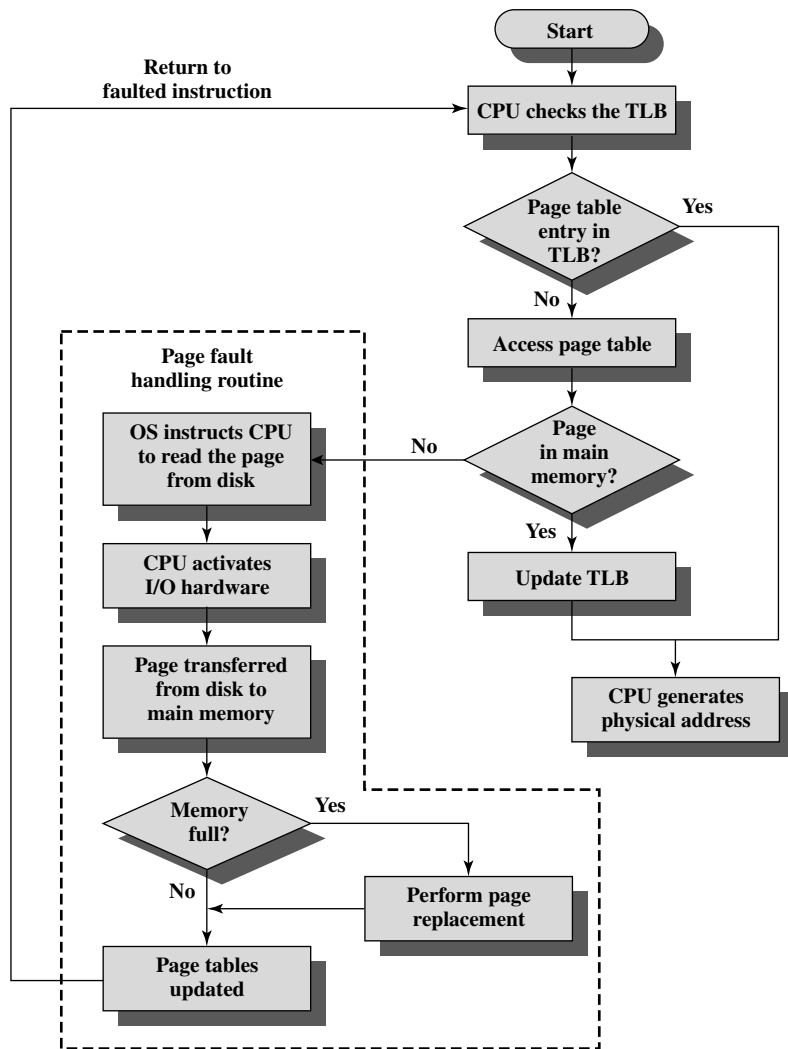 Start
Return to
faulted instruction
CPU checks the TLB
Page table
entry in
TLB?
Yes
No
Access page table
Page fault
handling routine
Page
in main
memory?
No
Yes
OS instructs CPU
to read the page
from disk
CPU activates
I/O hardware
Update TLB
Page transferred
from disk to
main memory
CPU generates
physical address
Memory
full?
Yes
No
Perform page
replacement
Page tables
updated